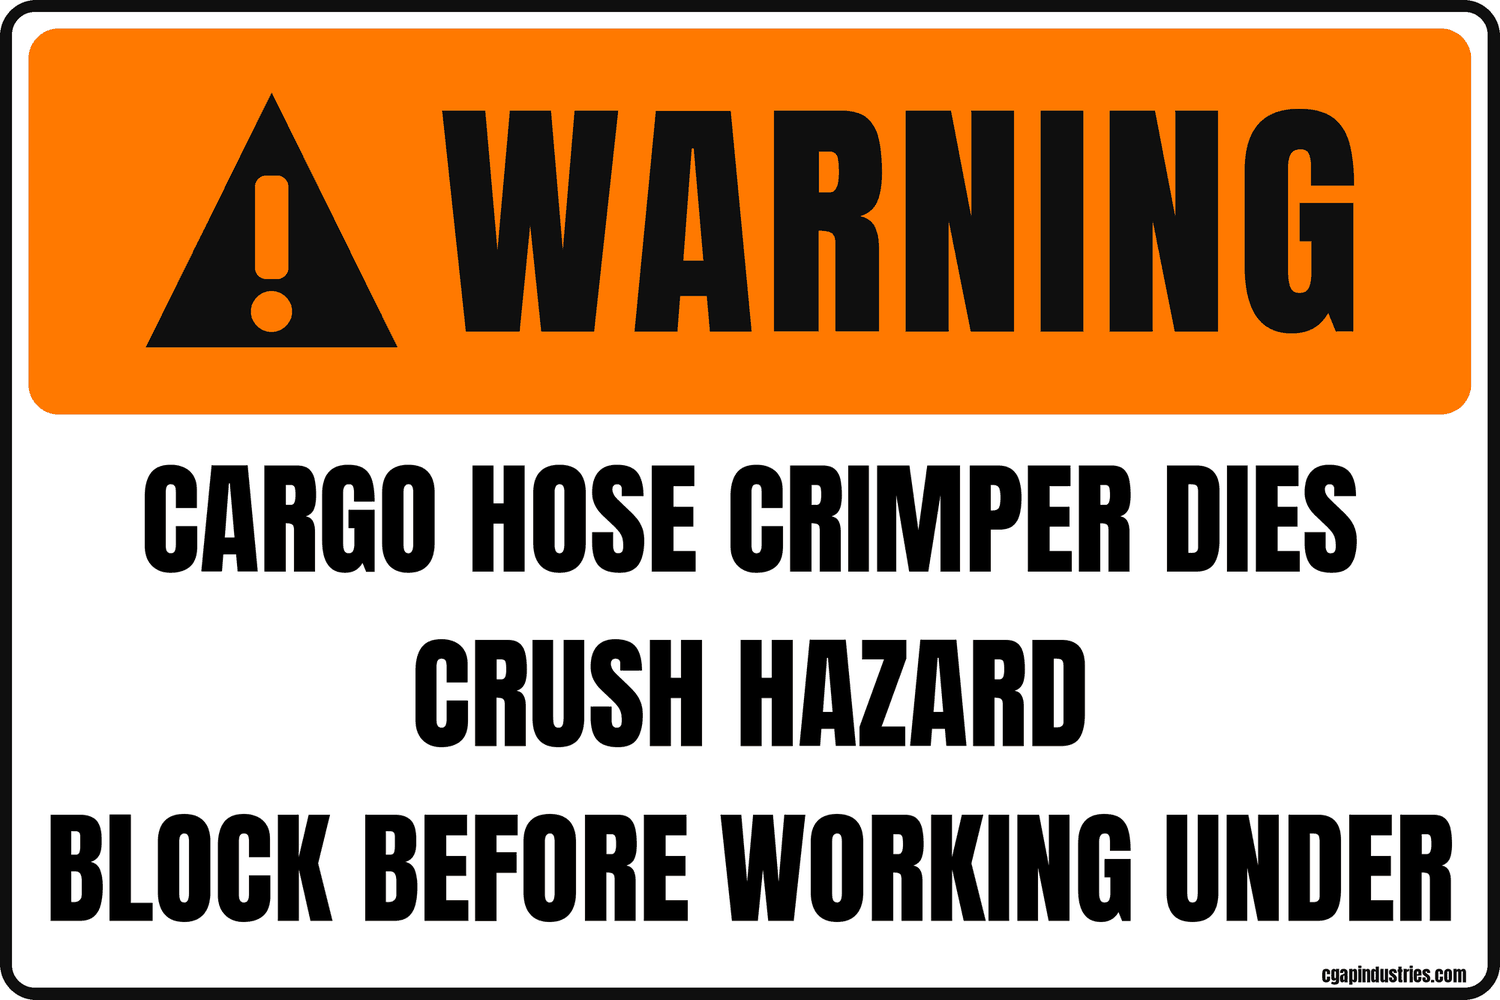 WARNING
CARGO HOSE CRIMPER DIES
CRUSH HAZARD
BLOCK BEFORE WORKING UNDER
cgapindustries.com